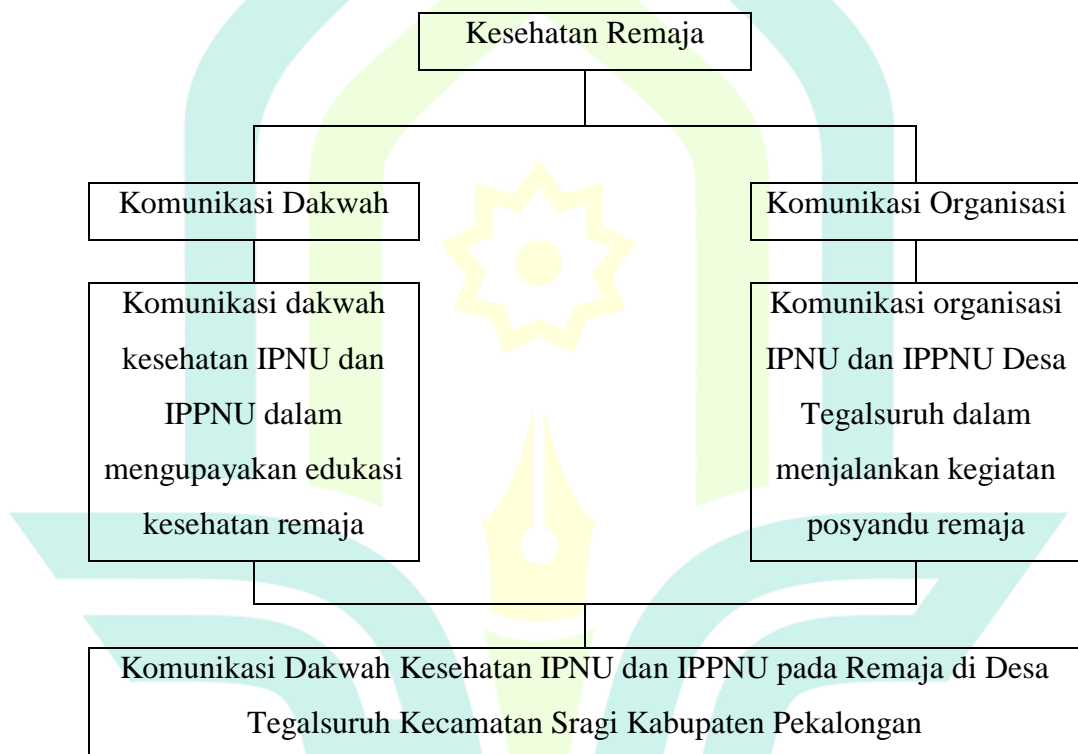 Kesehatan Remaja
Komunikasi Dakwah
Komunikasi Organisasi
Komunikasi dakwah
kesehatan IPNU dan
IPPNU dalam
mengupayakan edukasi
kesehatan remaja
Komunikasi organisasi
IPNU dan IPPNU Desa
Tegalsuruh dalam
menjalankan kegiatan
posyandu remaja
Komunikasi Dakwah Kesehatan IPNU dan IPPNU pada Remaja di Desa
Tegalsuruh Kecamatan Sragi Kabupaten Pekalongan